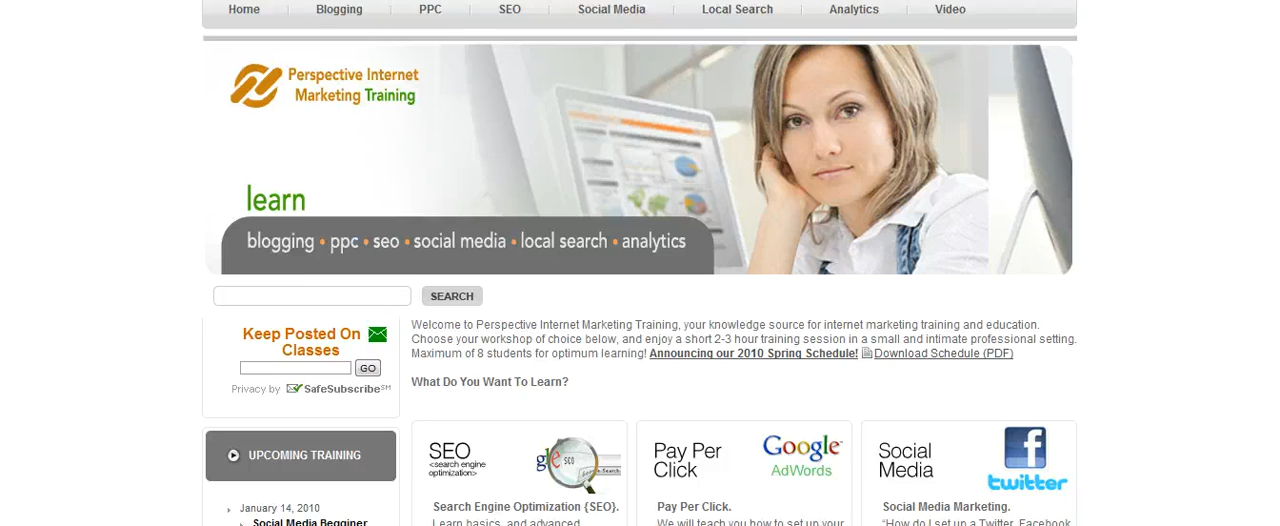 Home Blogging PPC SEO Social Media Local Search Analytics Video
Perspective Internet
Marketing Training
learn
blogging • ppc • seo • social media • local search • analytics
SEARCH
Keep Posted On
Classes
GO
Privacy by SafeSubscribe℠
Welcome to Perspective Internet Marketing Training, your knowledge source for internet marketing training and education.
Choose your workshop of choice below, and enjoy a short 2-3 hour training session in a small and intimate professional setting.
Maximum of 8 students for optimum learning! Announcing our 2010 Spring Schedule! Download Schedule (PDF)
What Do You Want To Learn?
UPCOMING TRAINING
January 14, 2010
Social Media Begginer
SEO
<search engine
optimization>
gle
seo
Search Engine Optimization {SEO}.
Learn basics, and advanced
Pay Per
Click
Google
AdWords
Pay Per Click.
We will teach you how to set up your
Social
Media
f
twitter
Social Media Marketing.
"How do I set up a Twitter, Facebook